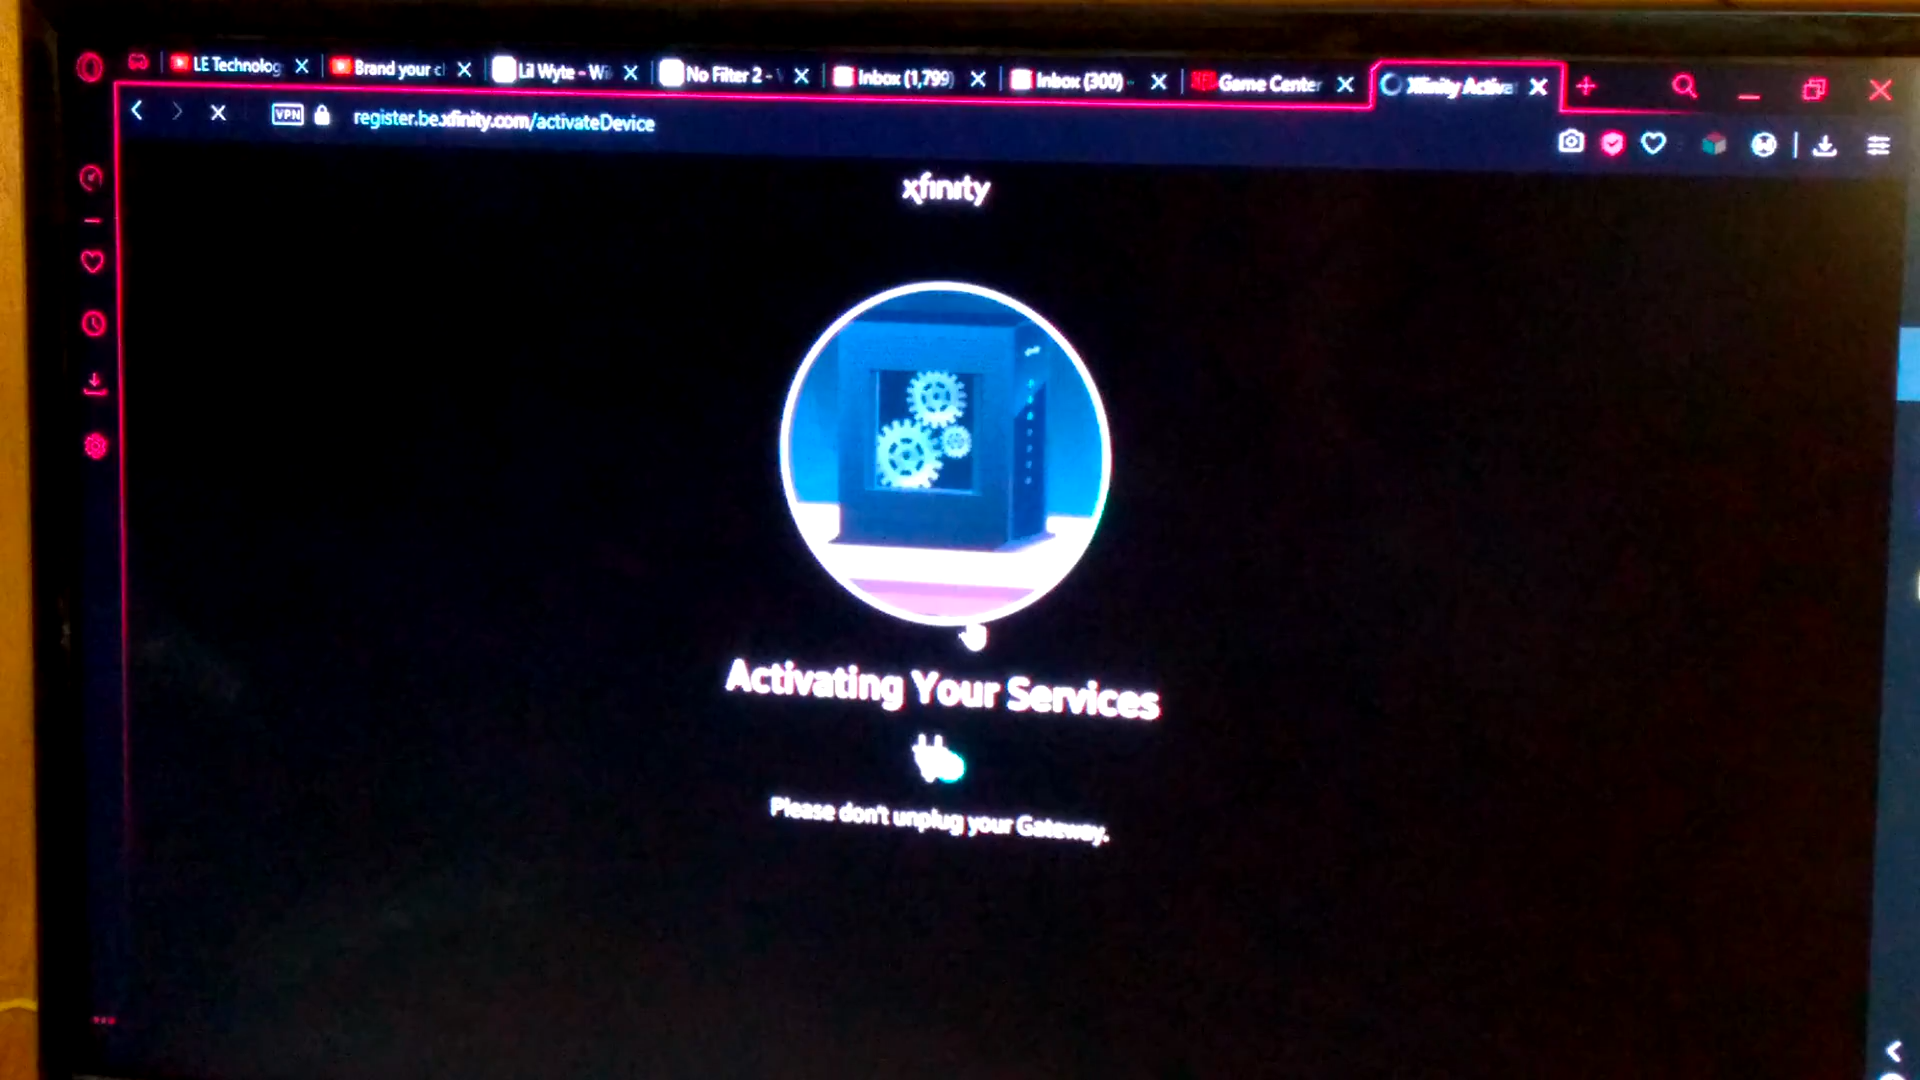 LE Technolog
Brand your cl
Lil Wyte - Wi
No Filter 2 -
Inbox (1,799)
Inbox (300) -
Game Center
Xfinity Activa
VPN
register.be.xfinity.com/activateDevice
xfinity
Activating Your Services
Please don't unplug your Gateway.